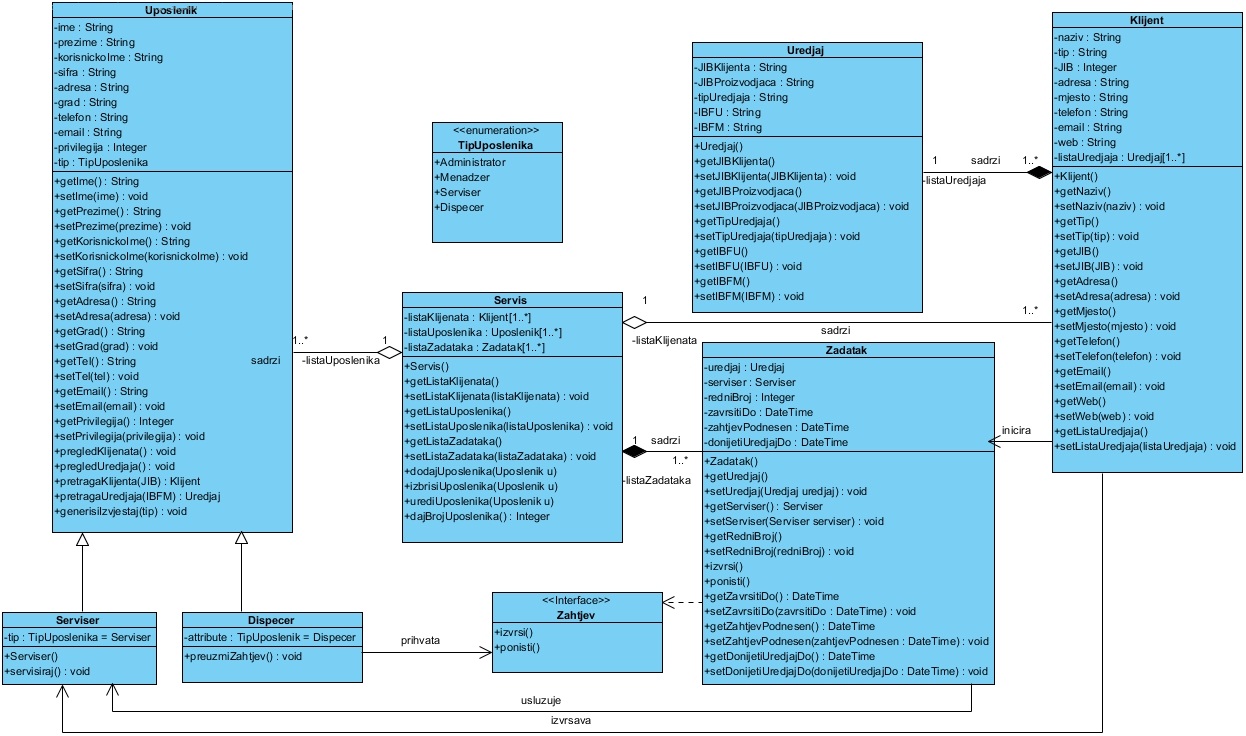 Uposlenik
-ime : String
-prezime : String
-korisnickoIme : String
-sifra : String
-adresa : String
-grad : String
-telefon : String
-email : String
-privilegija : Integer
-tip : TipUposlenika
+getIme() : String
+setIme(ime) : void
+getPrezime() : String
+setPrezime(prezime) : void
+getKorisnickoIme() : String
+setKorisnickoIme(korisnickoIme) : void
+getSifra() : String
+setSifra(sifra) : void
+getAdresa() : String
+setAdresa(adresa) : void
+getGrad() : String
+setGrad(grad) : void
+getTel() : String
+setTel(tel) : void
+getEmail() : String
+setEmail(email) : void
+getPrivilegija() : Integer
+setPrivilegija(privilegija) : void
+pregledKlijenata() : void
+pregledUredjaja() : void
+pretragaKlijenta(JIB) : Klijent
+pretragaUredjaja(IBFM) : Uredjaj
+generisiIzvjestaj(tip) : void
<<enumeration>>
TipUposlenika
+Administrator
+Menadzer
+Serviser
+Dispecer
Uredjaj
-JIBKlijenta : String
-JIBProizvodjaca : String
-tipUredjaja : String
-IBFU : String
-IBFM : String
+Uredjaj()
+getJIBKlijenta()
+setJIBKlijenta(JIBKlijenta) : void
+getJIBProizvodjaca()
+setJIBProizvodjaca(JIBProizvodjaca) : void
+getTipUredjaja()
+setTipUredjaja(tipUredjaja) : void
+getIBFU()
+setIBFU(IBFU) : void
+getIBFM()
+setIBFM(IBFM) : void
1 sadrzi 1..*
-listaUredjaja
Klijent
-naziv : String
-tip : String
-JIB : Integer
-adresa : String
-mjesto : String
-telefon : String
-email : String
-web : String
-listaUredjaja : Uredjaj[1..*]
+Klijent()
+getNaziv()
+setNaziv(naziv) : void
+getTip()
+setTip(tip) : void
+getJIB()
+setJIB(JIB) : void
+getAdresa()
+setAdresa(adresa) : void
+getMjesto()
+setMjesto(mjesto) : void
+getTelefon()
+setTelefon(telefon) : void
+getEmail()
+setEmail(email) : void
+getWeb()
+setWeb(web) : void
+getListaUredjaja()
+setListaUredjaja(listaUredjaja) : void
Servis
-listaKlijenata : Klijent[1..*]
-listaUposlenika : Uposlenik[1..*]
-listaZadataka : Zadatak[1..*]
+Servis()
+getListaKlijenata()
+setListaKlijenata(listaKlijenata) : void
+getListaUposlenika()
+setListaUposlenika(listaUposlenika) : void
+getListaZadataka()
+setListaZadataka(listaZadataka) : void
+dodajUposlenika(Uposlenik u)
+izbrisiUposlenika(Uposlenik u)
+urediUposlenika(Uposlenik u)
+dajBrojUposlenika() : Integer
1..* 1
sadrzi -listaUposlenika
1 1..*
sadrzi
-listaKlijenata
1 sadrzi
1..*
-listaZadataka
Zadatak
-uredjaj : Uredjaj
-serviser : Serviser
-redniBroj : Integer
-zavrsitiDo : DateTime
-zahtjevPodnesen : DateTime
-donijetiUredjajDo : DateTime
+Zadatak()
+getUredjaj()
+setUredjaj(Uredjaj uredjaj) : void
+getServiser() : Serviser
+setServiser(Serviser serviser) : void
+getRedniBroj()
+setRedniBroj(redniBroj) : void
+izvrsi()
+ponisti()
+getZavrsitiDo() : DateTime
+setZavrsitiDo(zavrsitiDo : DateTime) : void
+getZahtjevPodnesen() : DateTime
+setZahtjevPodnesen(zahtjevPodnesen : DateTime) : void
+getDonijetiUredjajDo() : DateTime
+setDonijetiUredjajDo(donijetiUredjajDo : DateTime) : void
inicira
Serviser
-tip : TipUposlenika = Serviser
+Serviser()
+servisiraj() : void
Dispecer
-attribute : TipUposlenik = Dispecer
+preuzmiZahtjev() : void
prihvata
<<Interface>>
Zahtjev
+izvrsi()
+ponisti()
usluzuje
izvrsava